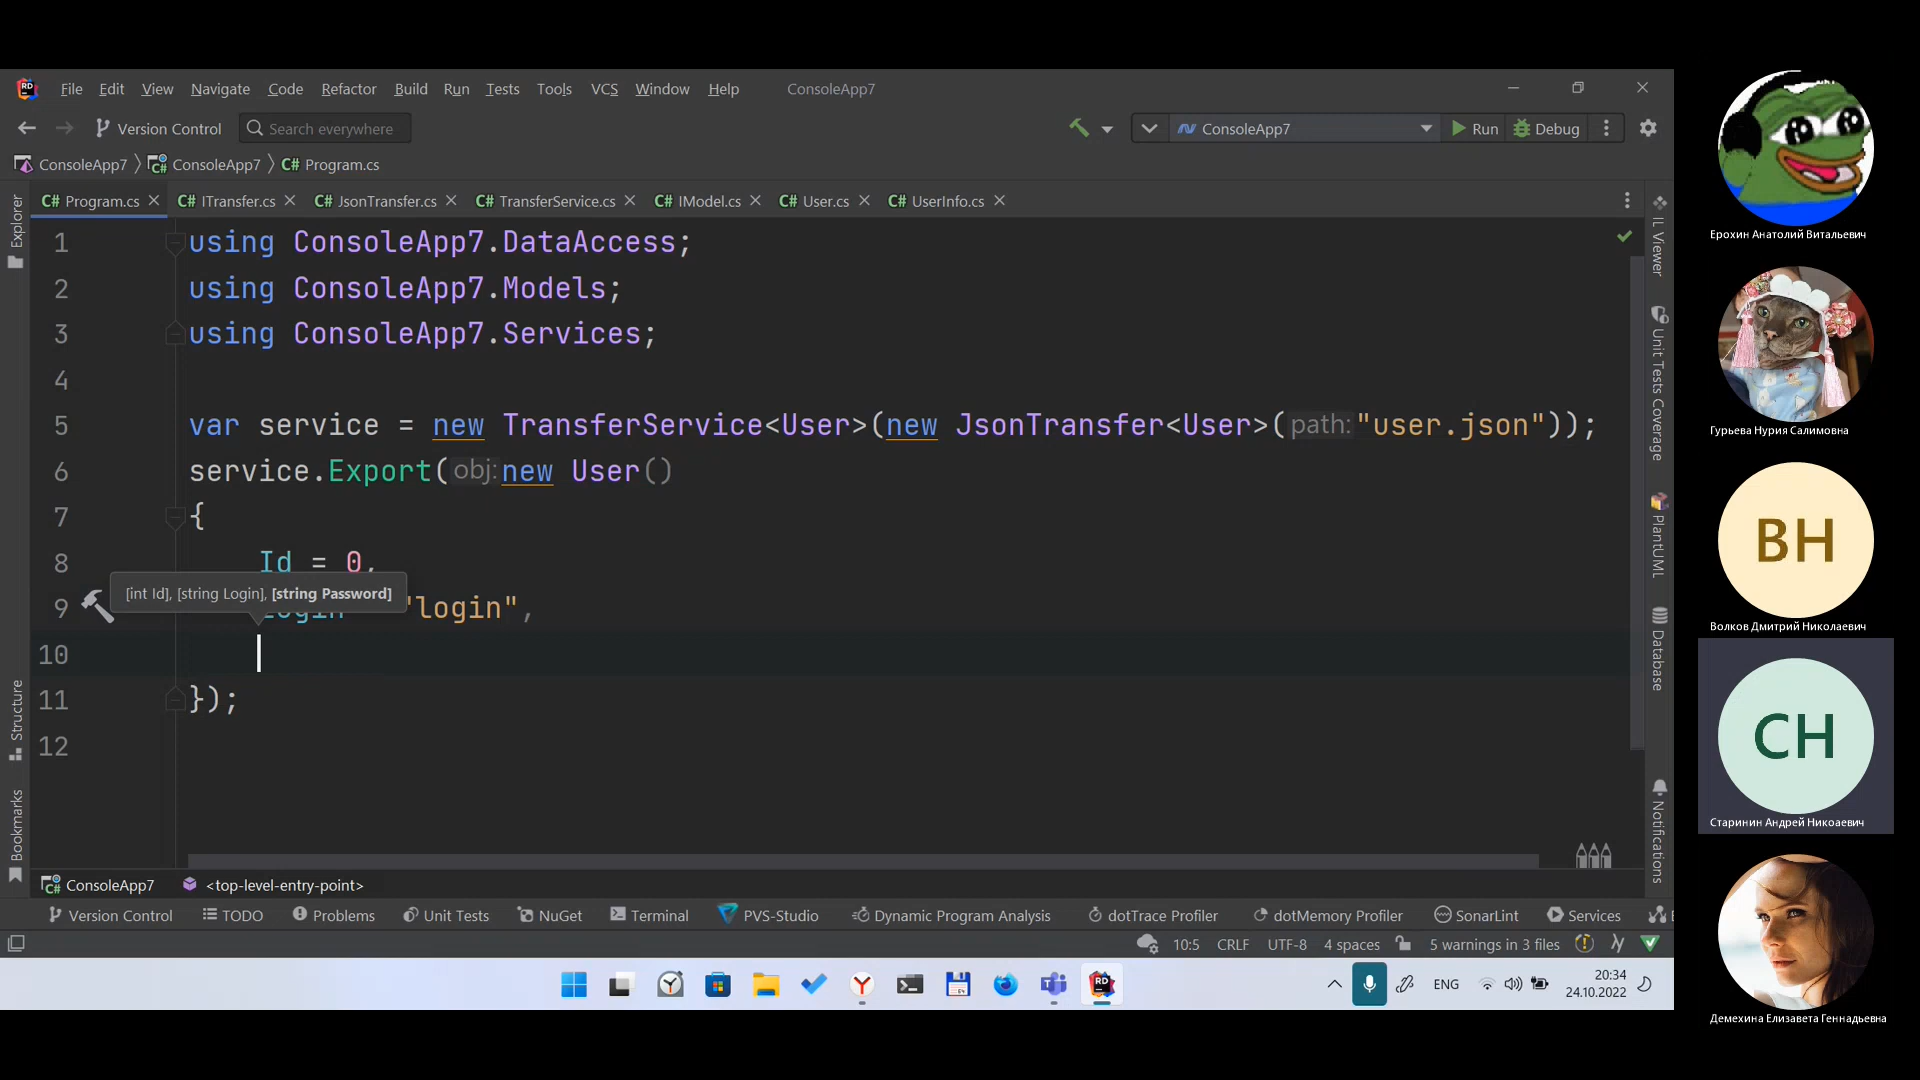 File Edit View Navigate Code Refactor Build Run Tests Tools VCS Window Help ConsoleApp7
Version Control Search everywhere ConsoleApp7 Run Debug
ConsoleApp7 ConsoleApp7 C# Program.cs
C# Program.cs C# ITransfer.cs C# JsonTransfer.cs C# TransferService.cs C# IModel.cs C# User.cs C# UserInfo.cs
Explorer
Structure
Bookmarks
1 using ConsoleApp7.DataAccess;
2 using ConsoleApp7.Models;
3 using ConsoleApp7.Services;
4
5 var service = new TransferService<User>(new JsonTransfer<User>(path:"user.json"));
6 service.Export(obj:new User()
7 {
8 Id = 0,
[int Id], [string Login], [string Password]
9 "login",
10
11 });
12
IL Viewer
Unit Tests Coverage
PlantUML
Database
Notifications
ConsoleApp7 <top-level-entry-point>
Version Control TODO Problems Unit Tests NuGet Terminal PVS-Studio Dynamic Program Analysis dotTrace Profiler dotMemory Profiler SonarLint Services
10:5 CRLF UTF-8 4 spaces 5 warnings in 3 files
ENG 20:34
24.10.2022
Ерохин Анатолий Витальевич
Гурьева Нурия Салимовна
ВН
Волков Дмитрий Николаевич
СН
Старинин Андрей Никоаевич
Демехина Елизавета Геннадьевна